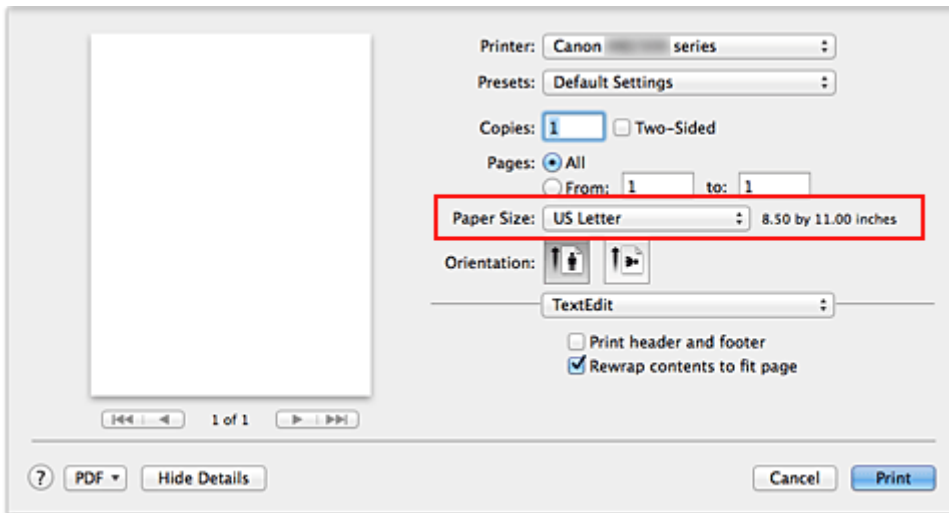 Printer: Canon series
Presets: Default Settings
Copies: 1 Two-Sided
Pages: All
From: 1 to: 1
Paper Size: US Letter 8.50 by 11.00 inches
Orientation:
TextEdit
Print header and footer
Rewrap contents to fit page
1 of 1
? PDF Hide Details Cancel Print